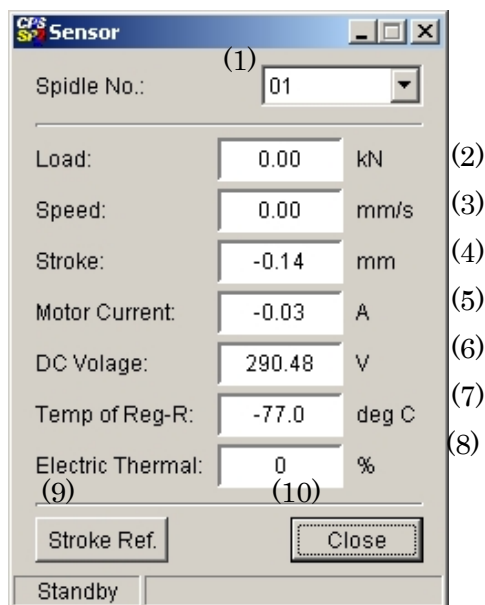 CPS SP2 Sensor
(1)
Spidle No.: 01
Load: 0.00 kN (2)
Speed: 0.00 mm/s (3)
Stroke: -0.14 mm (4)
Motor Current: -0.03 A (5)
DC Volage: 290.48 V (6)
Temp of Reg-R: -77.0 deg C (7)
Electric Thermal: 0 % (8)
(9) (10)
Stroke Ref. Close
Standby